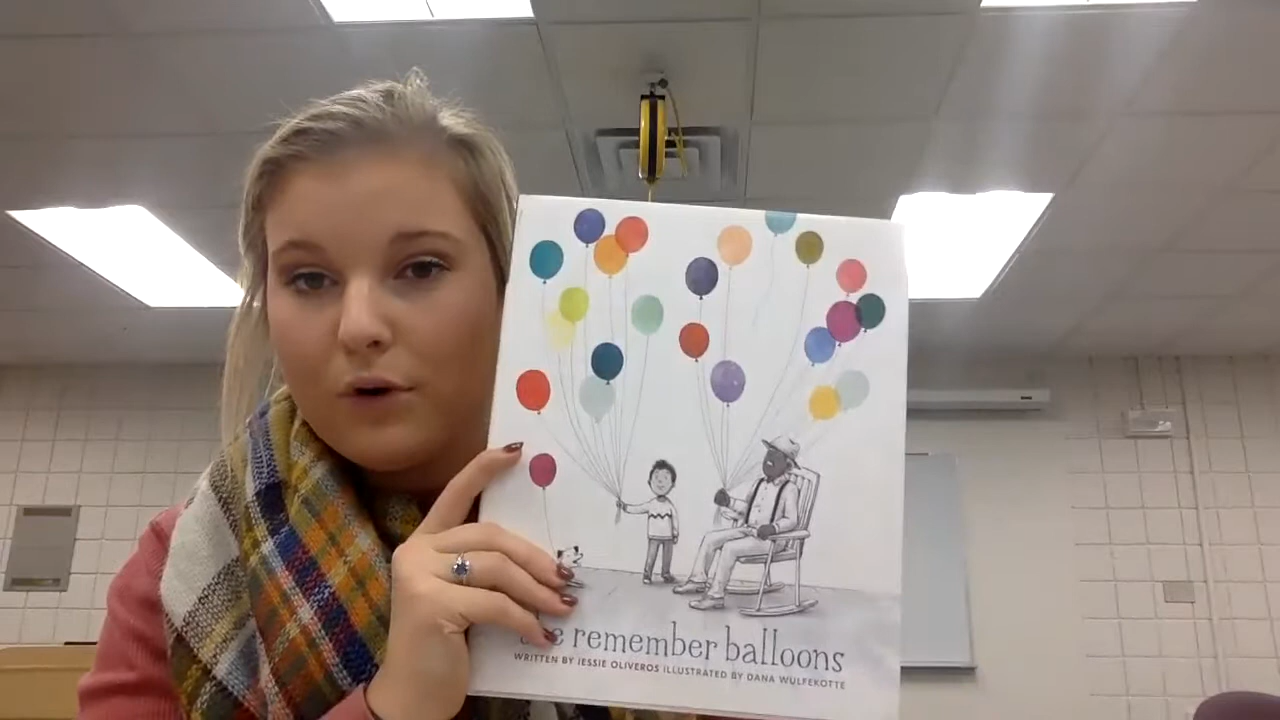 remember balloons
WRITTEN BY JESSIE OLIVEROS ILLUSTRATED BY DANA WULFEKOTTE